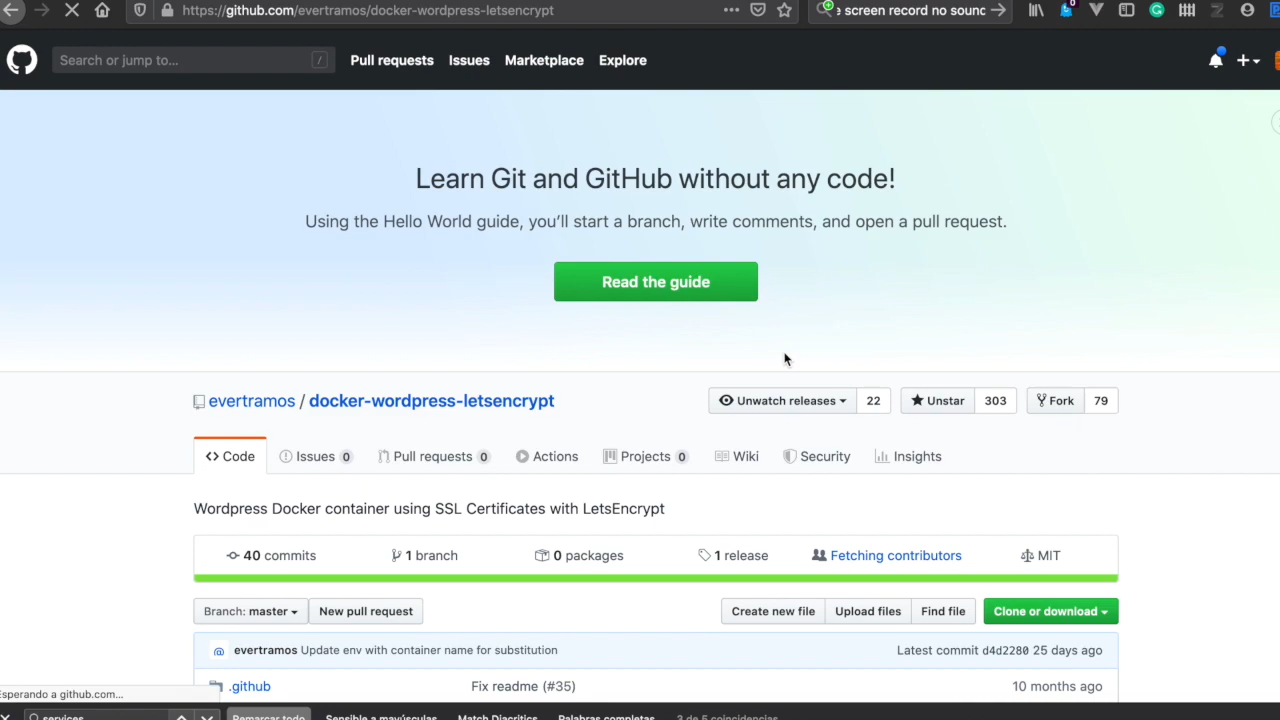 https://github.com/evertramos/docker-wordpress-letsencrypt
screen record no sound
Search or jump to... /
Pull requests Issues Marketplace Explore
Learn Git and GitHub without any code!
Using the Hello World guide, you’ll start a branch, write comments, and open a pull request.
Read the guide
evertramos / docker-wordpress-letsencrypt
Unwatch releases 22 Unstar 303 Fork 79
Code Issues 0 Pull requests 0 Actions Projects 0 Wiki Security Insights
Wordpress Docker container using SSL Certificates with LetsEncrypt
40 commits 1 branch 0 packages 1 release Fetching contributors MIT
Branch: master New pull request Create new file Upload files Find file Clone or download
evertramos Update env with container name for substitution Latest commit d4d2280 25 days ago
.github Fix readme (#35) 10 months ago
Esperando a github.com...
services Remarcar todo Sensible a mayúsculas Match Diacritics Palabras completas 3 de 5 coincidencias